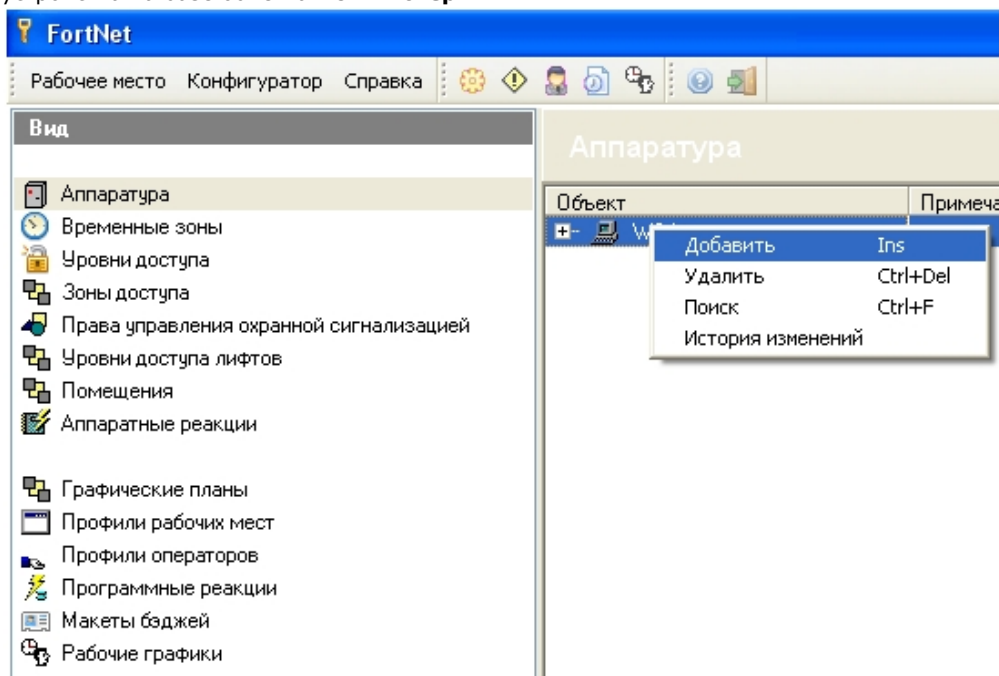 FortNet
Рабочее место Конфигуратор Справка
Вид
Аппаратура
Временные зоны
Уровни доступа
Зоны доступа
Права управления охранной сигнализацией
Уровни доступа лифтов
Помещения
Аппаратные реакции
Графические планы
Профили рабочих мест
Профили операторов
Программные реакции
Макеты бэджей
Рабочие графики
Аппаратура
Объект Примеча
Добавить Ins
Удалить Ctrl+Del
Поиск Ctrl+F
История изменений